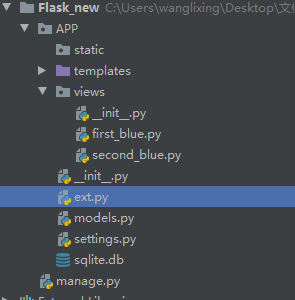 Flask_new C:\Users\wanglixing\Desktop\文
APP
static
templates
views
__init__.py
first_blue.py
second_blue.py
__init__.py
ext.py
models.py
settings.py
sqlite.db
manage.py